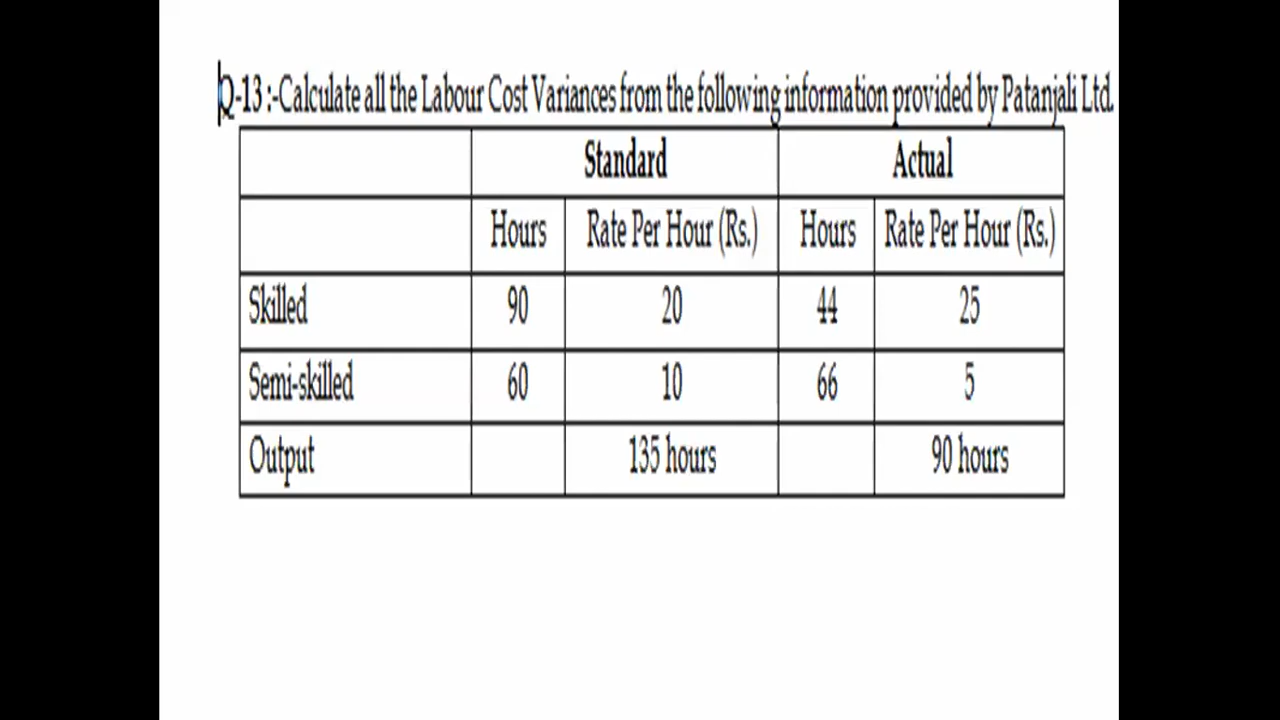 Q-13 :-Calculate all the Labour Cost Variances from the following information provided by Patanjali Ltd.
Standard Actual
Hours Rate Per Hour (Rs.) Hours Rate Per Hour (Rs.)
Skilled 90 20 44 25
Semi-skilled 60 10 66 5
Output 135 hours 90 hours